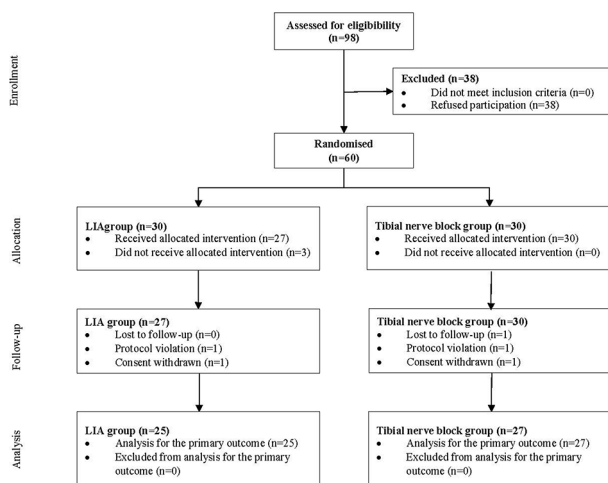 Assessed for eligibility
(n=98)
Enrollment
Excluded (n=38)
• Did not meet inclusion criteria (n=0)
• Refused participation (n=38)
Randomised
(n=60)
Allocation
LIAgroup (n=30)
• Received allocated intervention (n=27)
• Did not receive allocated intervention (n=3)
Tibial nerve block group (n=30)
• Received allocated intervention (n=30)
• Did not receive allocated intervention (n=0)
Follow-up
LIA group (n=27)
• Lost to follow-up (n=0)
• Protocol violation (n=1)
• Consent withdrawn (n=1)
Tibial nerve block group (n=30)
• Lost to follow-up (n=1)
• Protocol violation (n=1)
• Consent withdrawn (n=1)
Analysis
LIA group (n=25)
• Analysis for the primary outcome (n=25)
• Excluded from analysis for the primary
outcome (n=0)
Tibial nerve block group (n=27)
• Analysis for the primary outcome (n=27)
• Excluded from analysis for the primary
outcome (n=0)